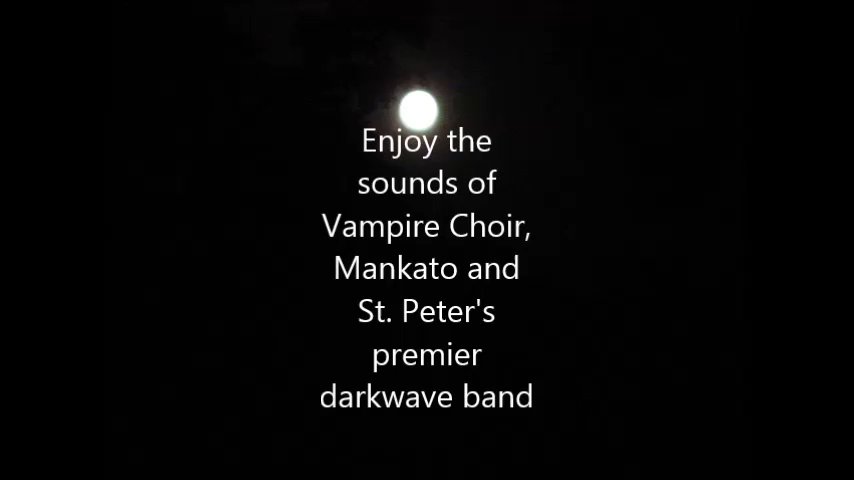 Enjoy the
sounds of
Vampire Choir,
Mankato and
St. Peter's
premier
darkwave band